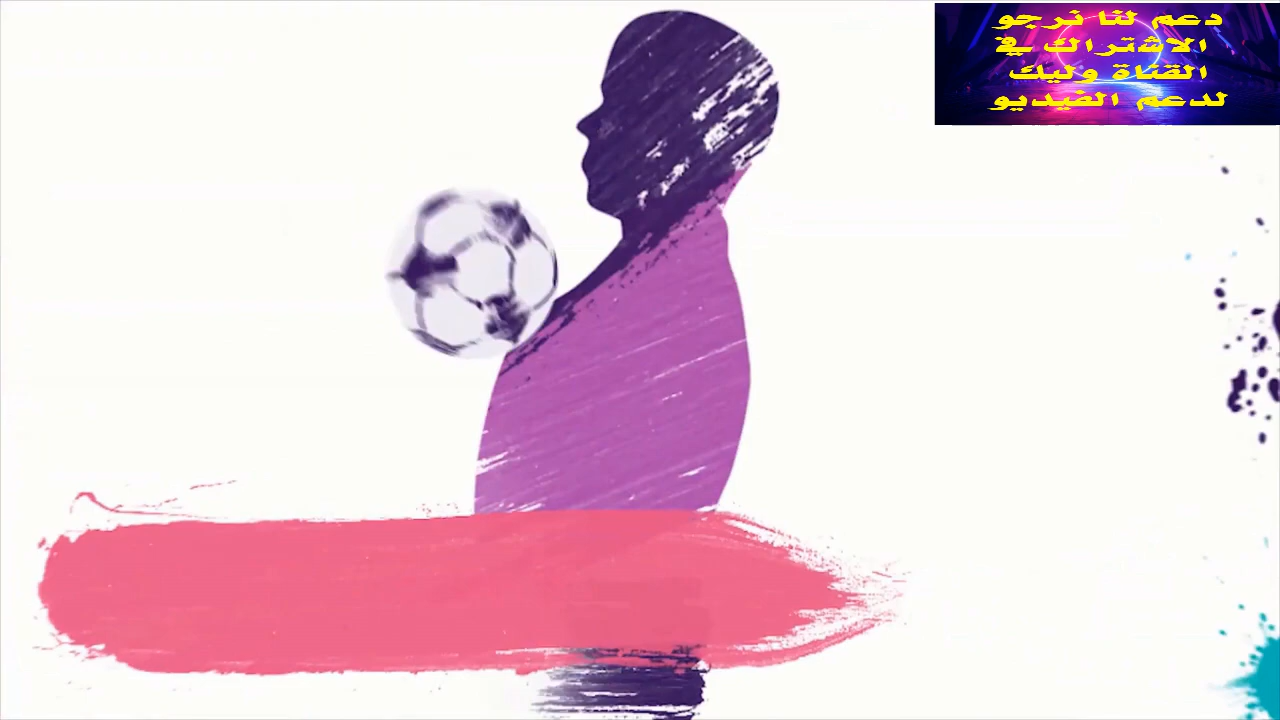 دعم لنا نرجو
الاشتراك في
القناة وليك
لدعم الفيديو